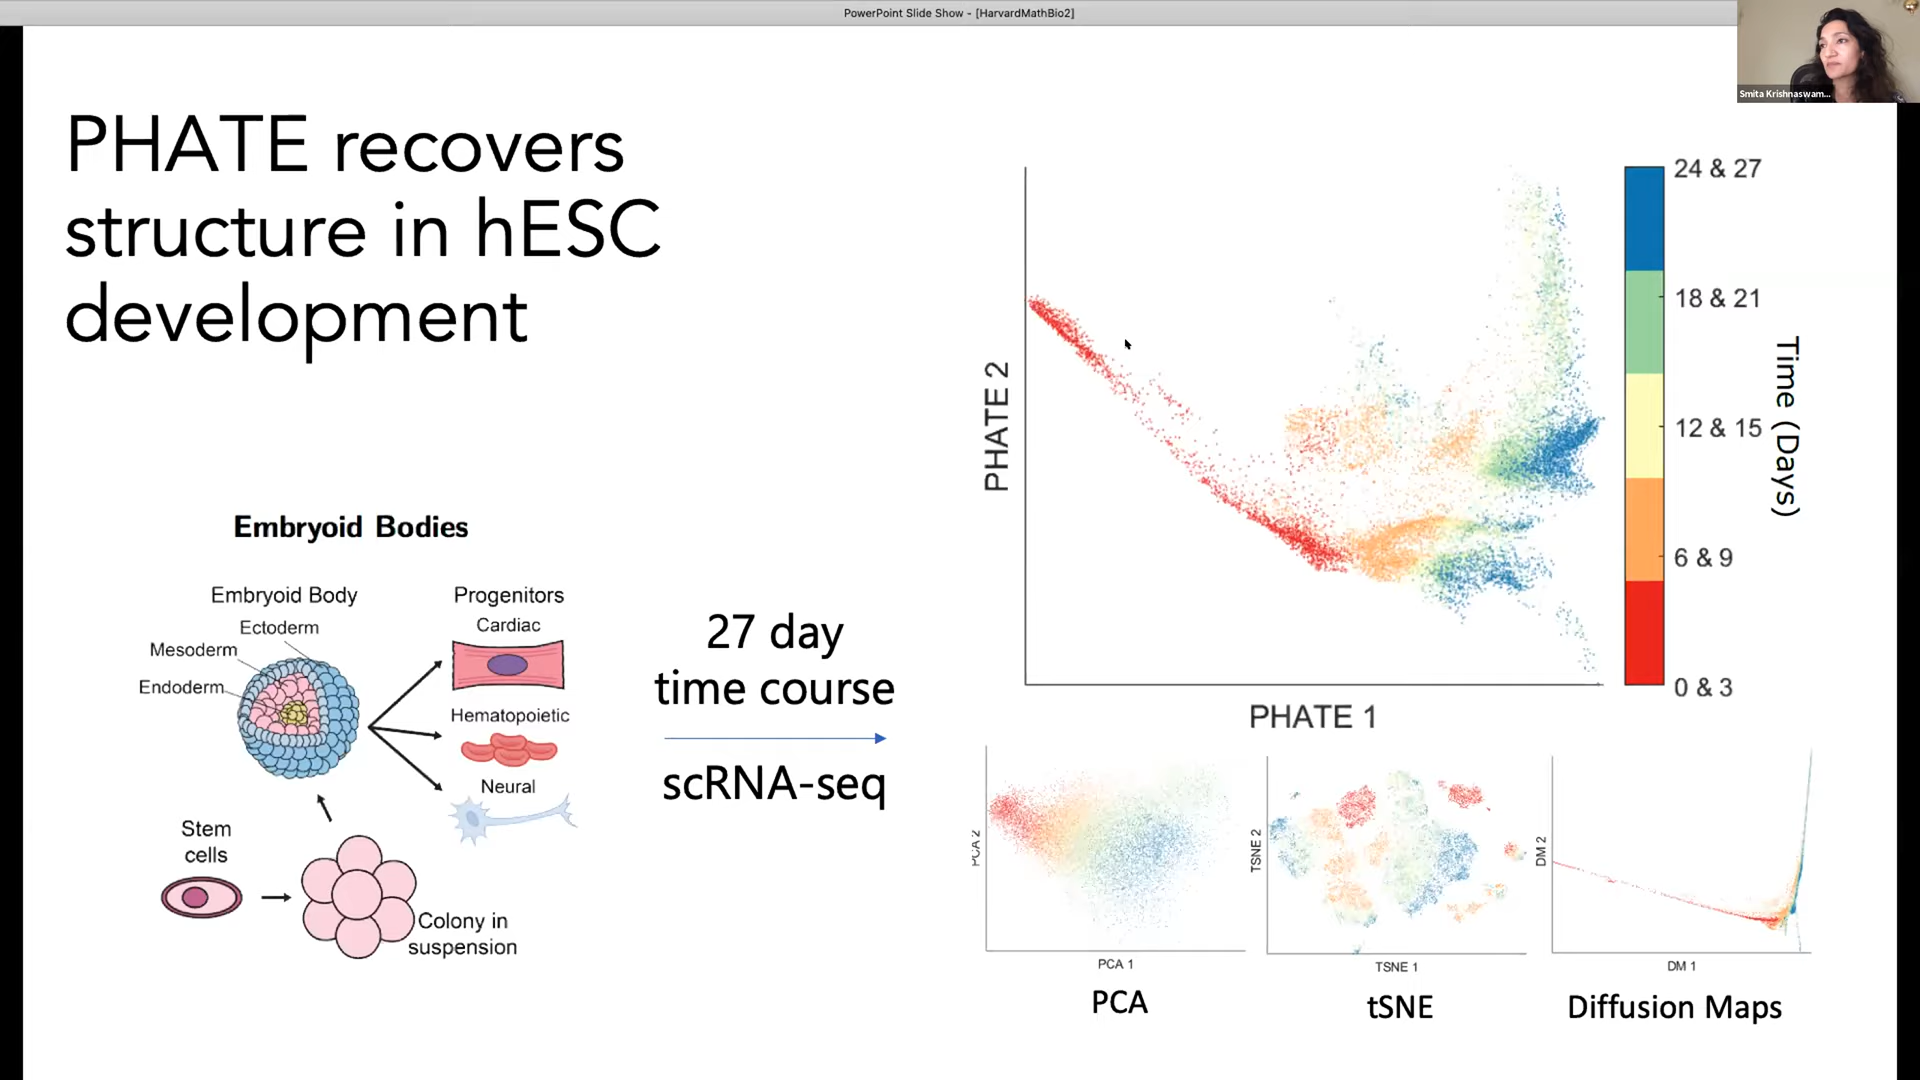 PowerPoint Slide Show - [HarvardMathBio2]
Smita Krishnaswam...
PHATE recovers
structure in hESC
development
Embryoid Bodies
Embryoid Body
Ectoderm
Mesoderm
Endoderm
Progenitors
Cardiac
Hematopoietic
Neural
Stem
cells
Colony in
suspension
27 day
time course
scRNA-seq
PHATE 2
PHATE 1
24 & 27
18 & 21
12 & 15
6 & 9
0 & 3
Time (Days)
PCA 2
PCA 1
PCA
TSNE 2
TSNE 1
tSNE
DM 2
DM 1
Diffusion Maps